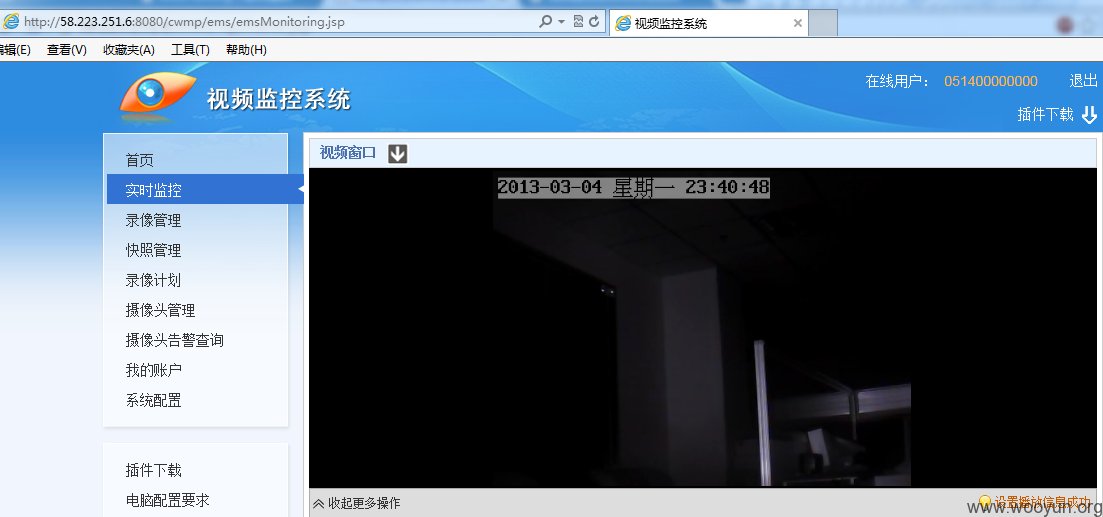 http://58.223.251.6:8080/cwmp/ems/emsMonitoring.jsp
视频监控系统
编辑(E) 查看(V) 收藏夹(A) 工具(T) 帮助(H)
视频监控系统
在线用户： 051400000000 退出
插件下载
首页
实时监控
录像管理
快照管理
录像计划
摄像头管理
摄像头告警查询
我的账户
系统配置
插件下载
电脑配置要求
视频窗口
2013-03-04 星期一 23:40:48
收起更多操作
设置播放信息成功
www.wooyun.org